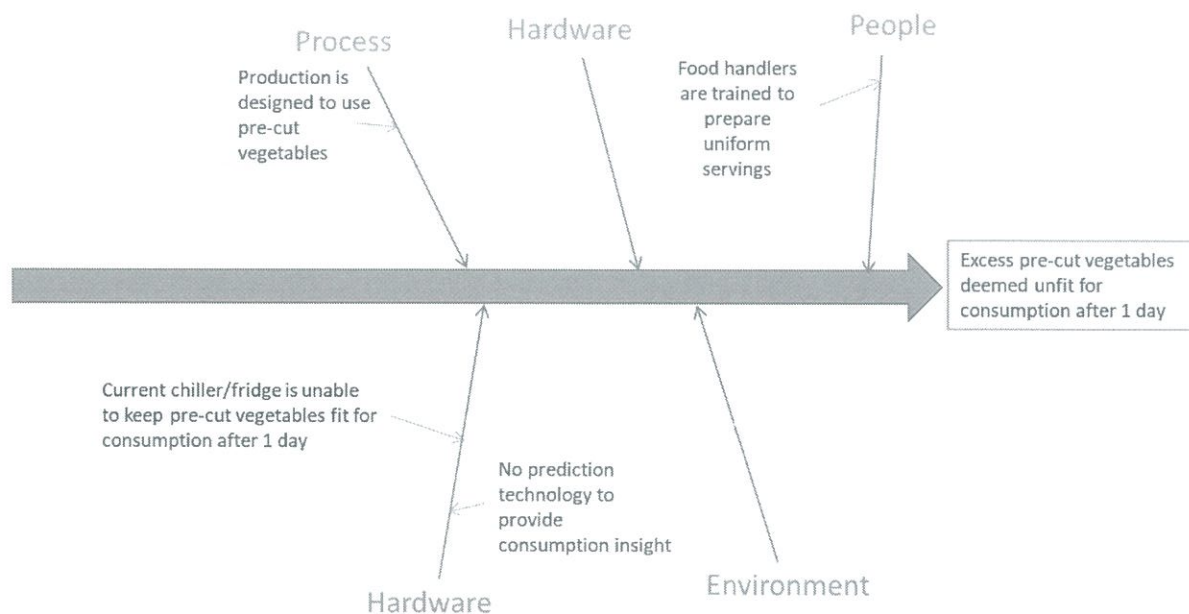 Process
Hardware
People
Production is
designed to use
pre-cut
vegetables
Food handlers
are trained to
prepare
uniform
servings
Excess pre-cut vegetables
deemed unfit for
consumption after 1 day
Current chiller/fridge is unable
to keep pre-cut vegetables fit for
consumption after 1 day
No prediction
technology to
provide
consumption insight
Hardware
Environment